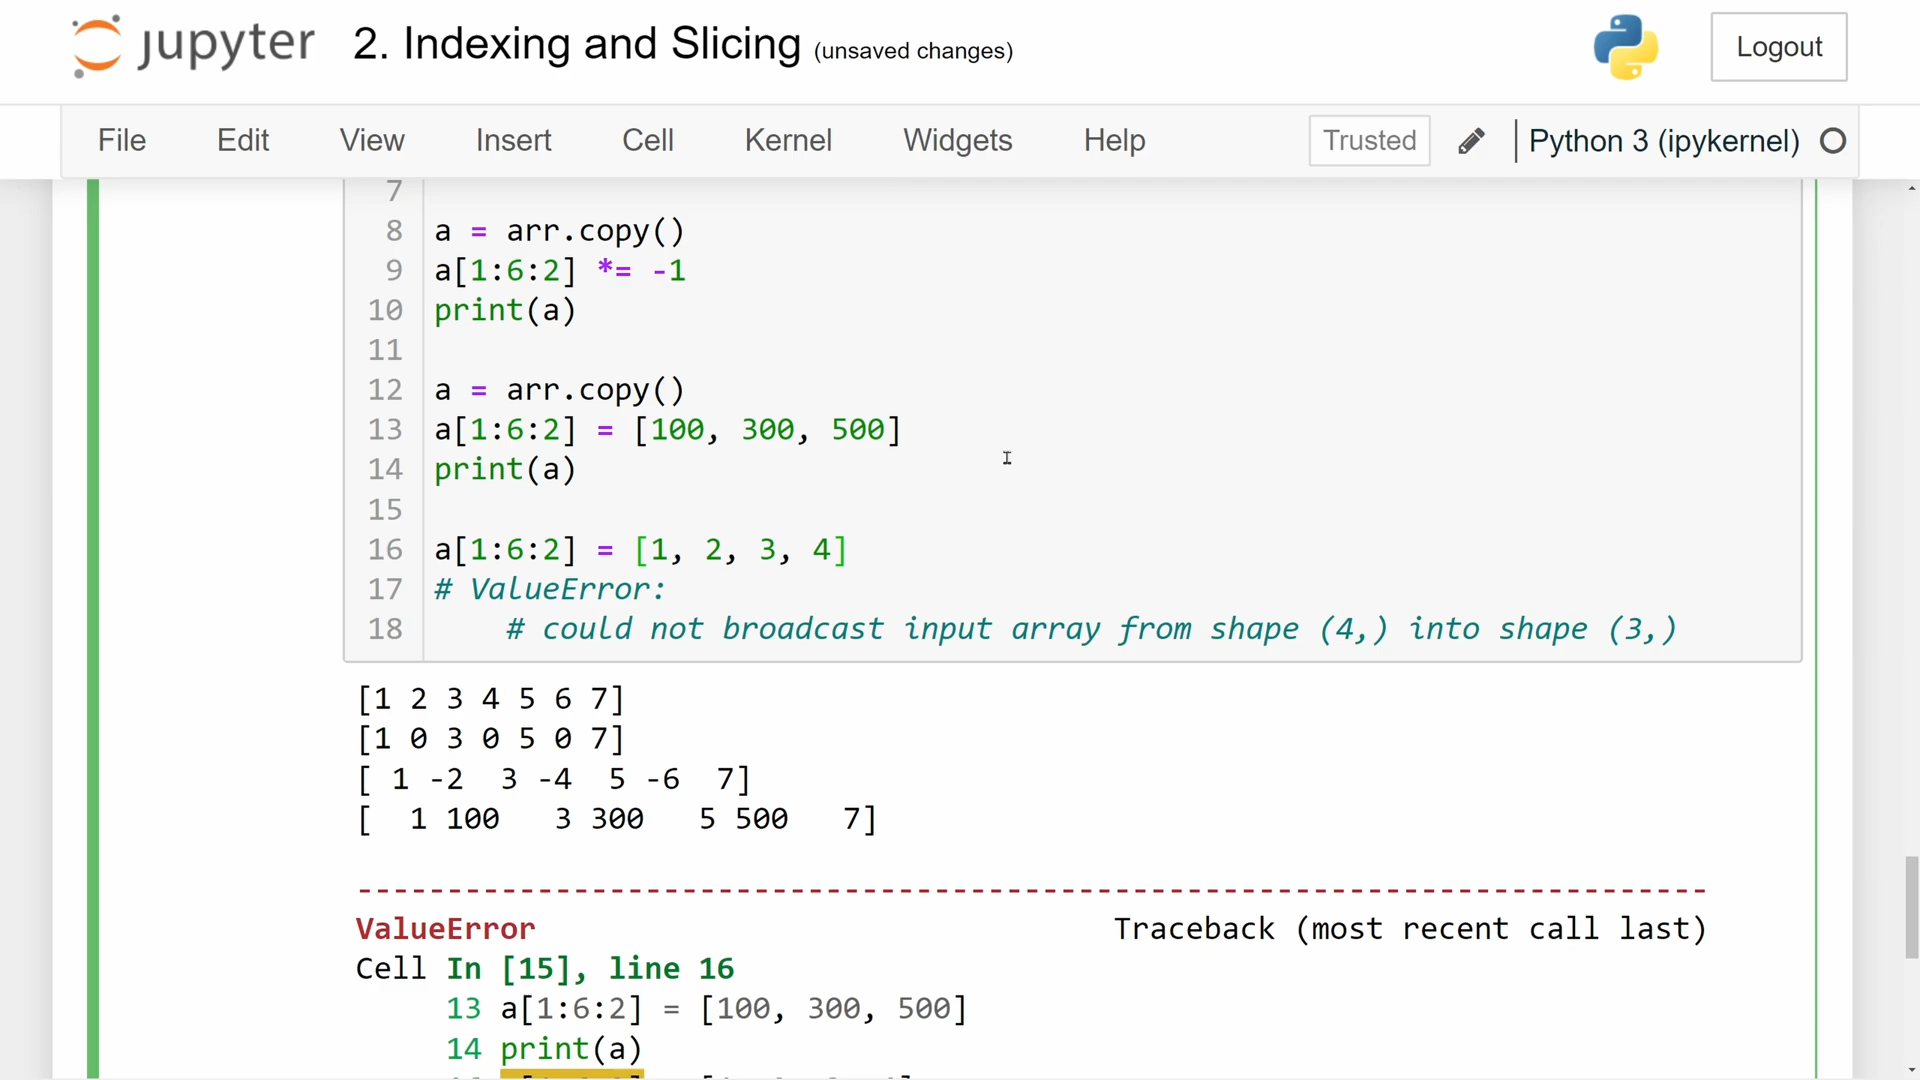 jupyter 2. Indexing and Slicing (unsaved changes) Logout
File Edit View Insert Cell Kernel Widgets Help Trusted Python 3 (ipykernel)
7
8 a = arr.copy()
9 a[1:6:2] *= -1
10 print(a)
11
12 a = arr.copy()
13 a[1:6:2] = [100, 300, 500]
14 print(a)
15
16 a[1:6:2] = [1, 2, 3, 4]
17 # ValueError:
18 # could not broadcast input array from shape (4,) into shape (3,)
[1 2 3 4 5 6 7]
[1 0 3 0 5 0 7]
[ 1 -2  3 -4  5 -6  7]
[  1 100   3 300   5 500   7]
---------------------------------------------------------------------------
ValueError Traceback (most recent call last)
Cell In [15], line 16
13 a[1:6:2] = [100, 300, 500]
14 print(a)